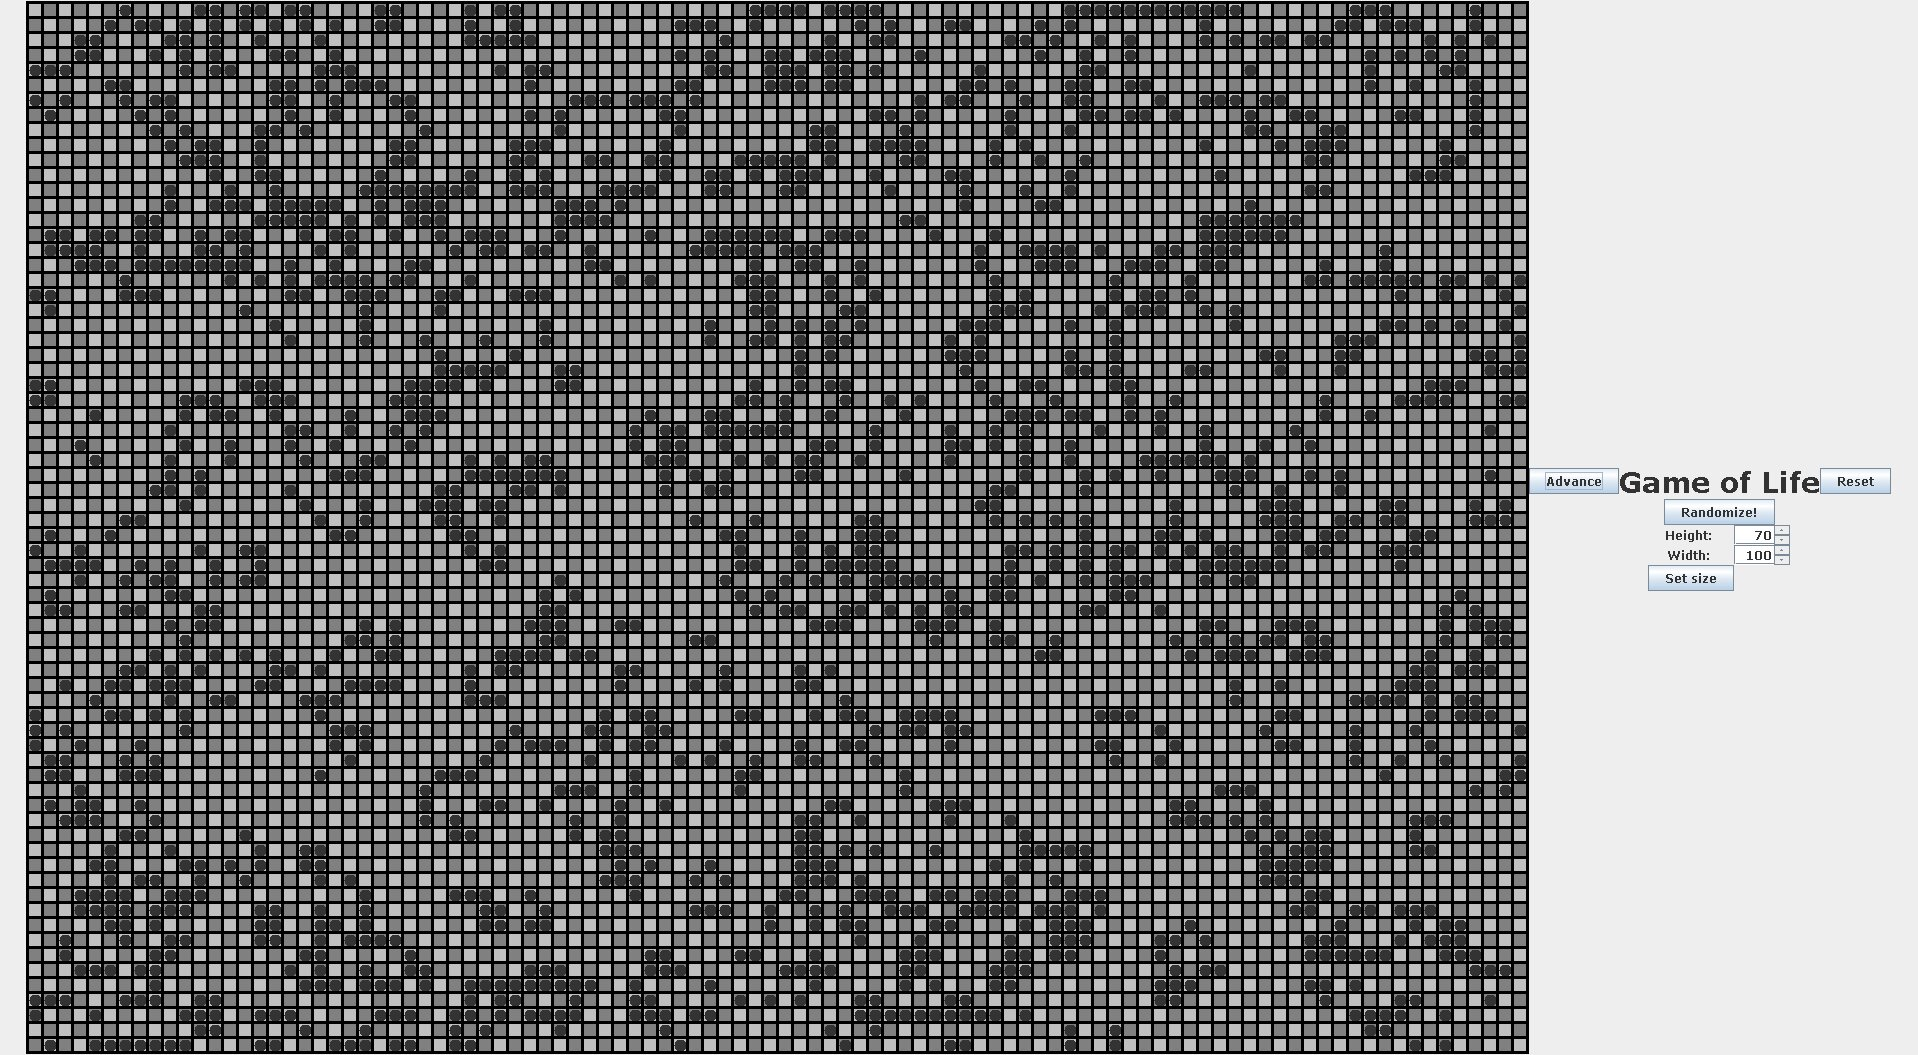 Advance Game of Life Reset
Randomize!
Height: 70
Width: 100
Set size